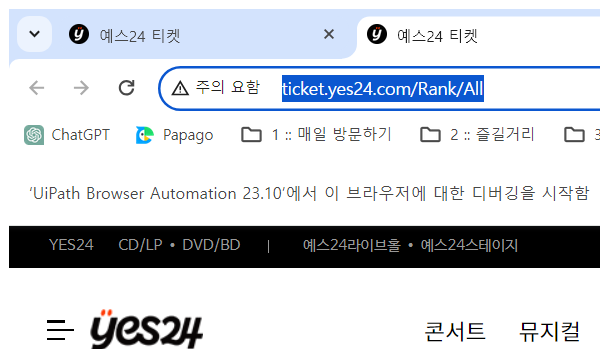 예스24 티켓
예스24 티켓
주의 요함 ticket.yes24.com/Rank/All
ChatGPT Papago 1 :: 매일 방문하기 2 :: 즐길거리 3
'UiPath Browser Automation 23.10'에서 이 브라우저에 대한 디버깅을 시작함
YES24 CD/LP • DVD/BD | 예스24라이브홀 • 예스24스테이지
yes24 콘서트 뮤지컬